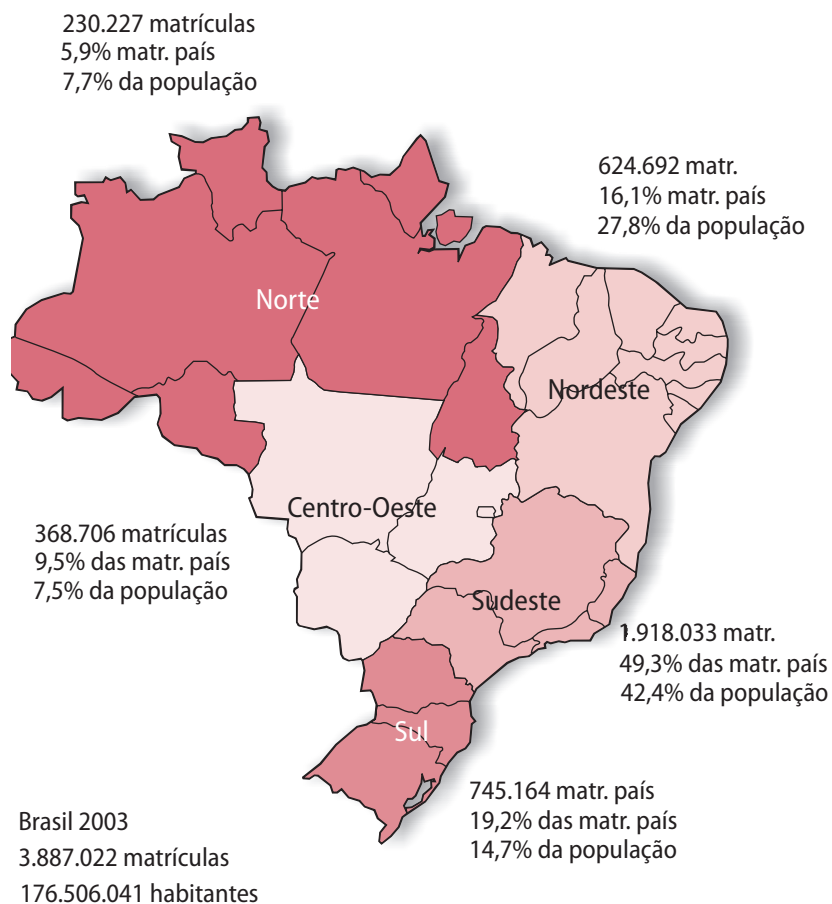 230.227 matrículas
5,9% matr. país
7,7% da população
624.692 matr.
16,1% matr. país
27,8% da população
Norte
Nordeste
Centro-Oeste
368.706 matrículas
9,5% das matr. país
7,5% da população
Sudeste
1.918.033 matr.
49,3% das matr. país
42,4% da população
Sul
745.164 matr. país
19,2% das matr. país
14,7% da população
Brasil 2003
3.887.022 matrículas
176.506.041 habitantes